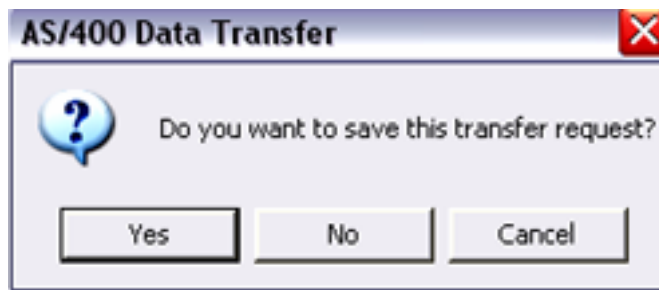 AS/400 Data Transfer
Do you want to save this transfer request?
Yes No Cancel